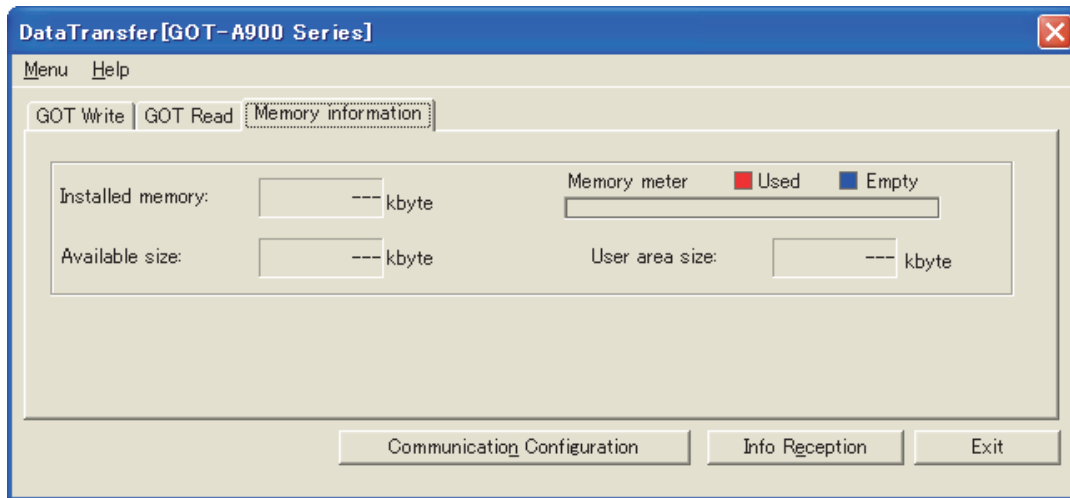 DataTransfer[GOT-A900 Series]
Menu Help
GOT Write GOT Read Memory information
Installed memory: --- kbyte Memory meter Used Empty
Available size: --- kbyte User area size: --- kbyte
Communication Configuration Info Reception Exit